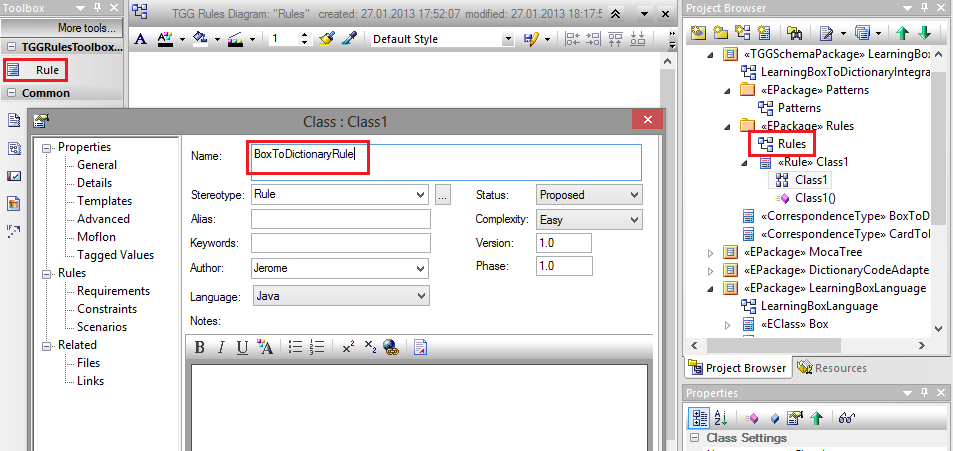 Toolbox
More tools...
TGGRulesToolbox...
Rule
Common
TGG Rules Diagram: "Rules" created: 27.01.2013 17:52:07 modified: 27.01.2013 18:17:5
A
1
Default Style
Class : Class1
Properties
General
Details
Templates
Advanced
Moflon
Tagged Values
Rules
Requirements
Constraints
Scenarios
Related
Files
Links
Name:
BoxToDictionaryRule
Stereotype:
Rule
...
Status:
Proposed
Alias:
Complexity:
Easy
Keywords:
Version:
1.0
Author:
Jerome
Phase:
1.0
Language:
Java
Notes:
B I U A
x² x₂
Project Browser
«TGGSchemaPackage» LearningBox
LearningBoxToDictionaryIntegra
«EPackage» Patterns
Patterns
«EPackage» Rules
Rules
«Rule» Class1
Class1
Class1()
«CorrespondenceType» BoxToD
«CorrespondenceType» CardToI
«EPackage» MocaTree
«EPackage» DictionaryCodeAdapte
«EPackage» LearningBoxLanguage
LearningBoxLanguage
«EClass» Box
Project Browser
Resources
Properties
Class Settings